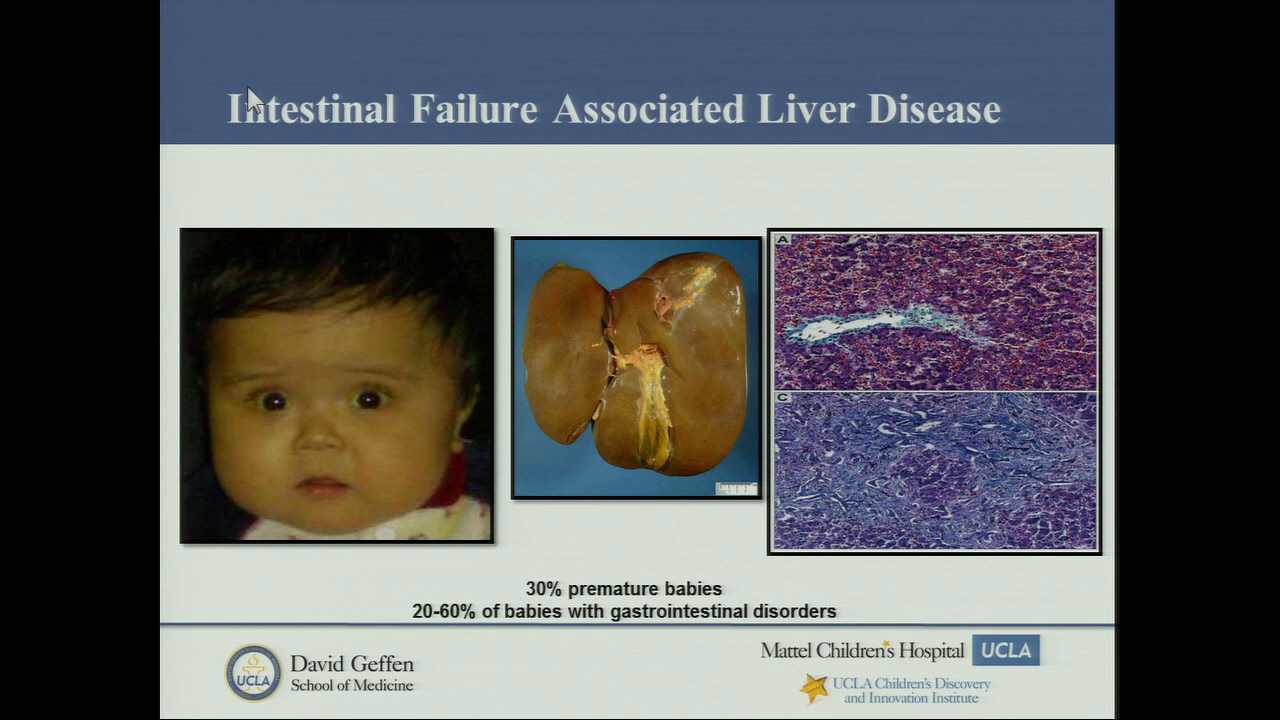 Intestinal Failure Associated Liver Disease
A
C
30% premature babies
20-60% of babies with gastrointestinal disorders
UCLA
David Geffen
School of Medicine
Mattel Children's Hospital UCLA
UCLA Children's Discovery
and Innovation Institute